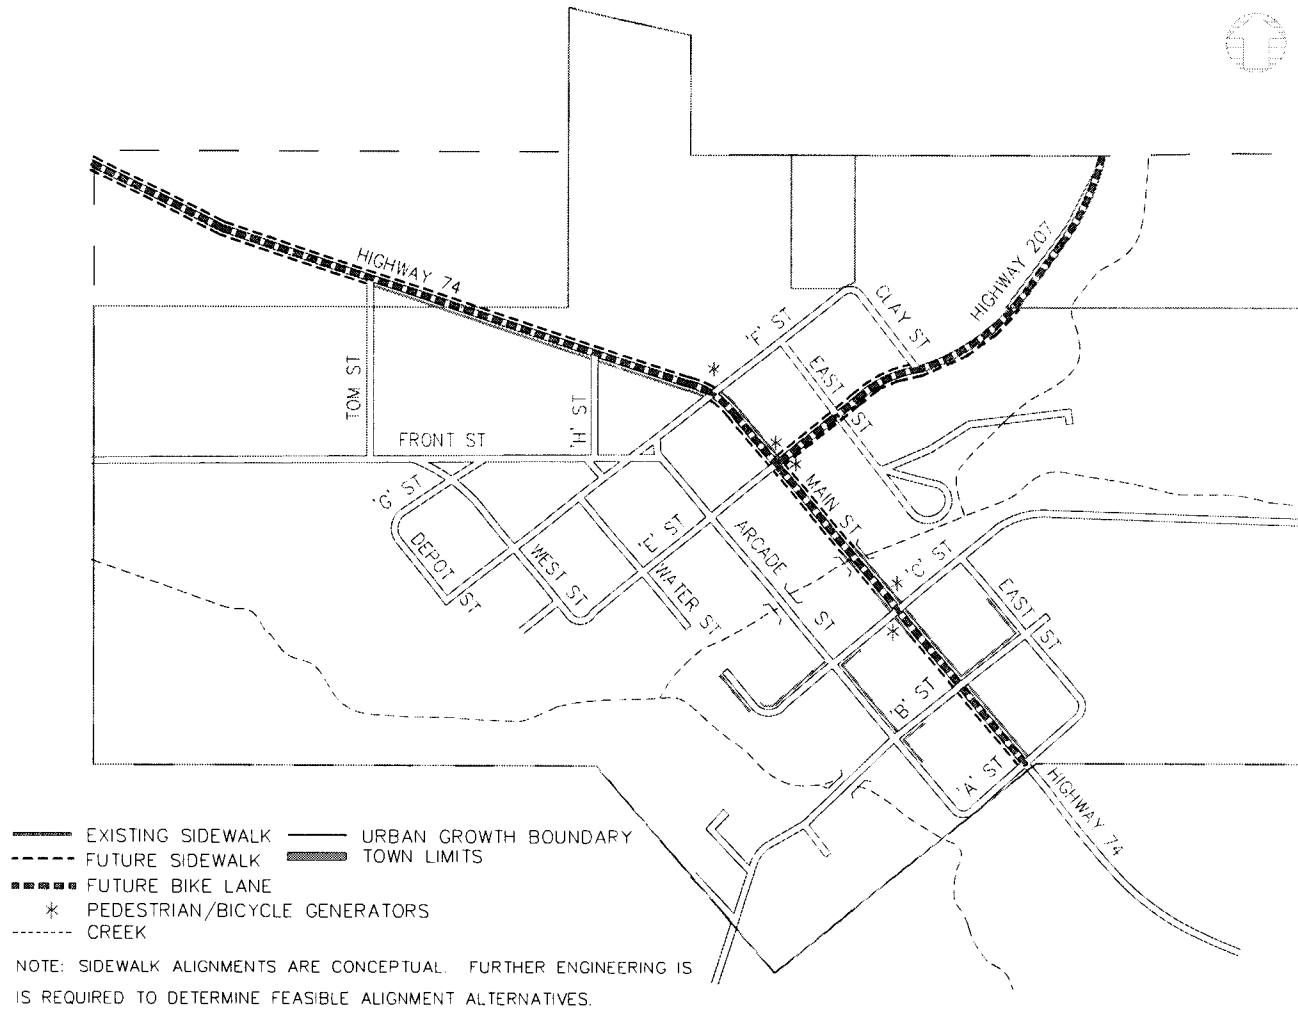 HIGHWAY 74
HIGHWAY 207
'F' ST
CLAY ST
EAST
ST
TOM ST
'H' ST
FRONT ST
'G' ST
MAIN ST
DEPOT
ST
WEST ST
'E' ST
WATER ST
ARCADE
ST
'C' ST
EAST
ST
'B' ST
'A' ST
HIGHWAY 74
EXISTING SIDEWALK
FUTURE SIDEWALK
FUTURE BIKE LANE
PEDESTRIAN/BICYCLE GENERATORS
CREEK
URBAN GROWTH BOUNDARY
TOWN LIMITS
NOTE: SIDEWALK ALIGNMENTS ARE CONCEPTUAL. FURTHER ENGINEERING IS
IS REQUIRED TO DETERMINE FEASIBLE ALIGNMENT ALTERNATIVES.